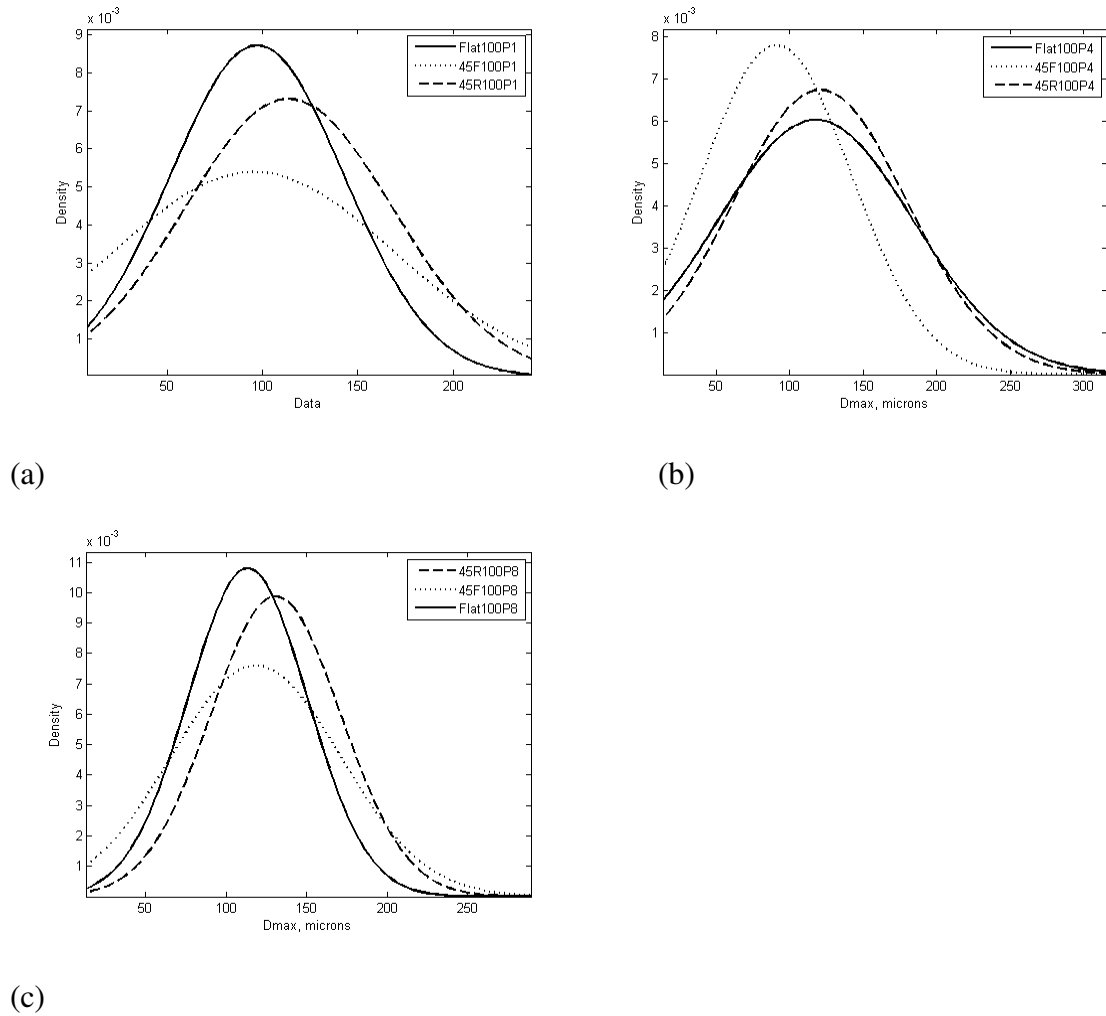 x 10⁻³
9
8
7
6
5
4
3
2
1
Density
50 100 150 200
Data
Flat100P1
45F100P1
45R100P1
(a)
x 10⁻³
8
7
6
5
4
3
2
1
Density
50 100 150 200 250 300
Dmax, microns
Flat100P4
45F100P4
45R100P4
(b)
x 10⁻³
11
10
9
8
7
6
5
4
3
2
1
Density
50 100 150 200 250
Dmax, microns
45R100P8
45F100P8
Flat100P8
(c)